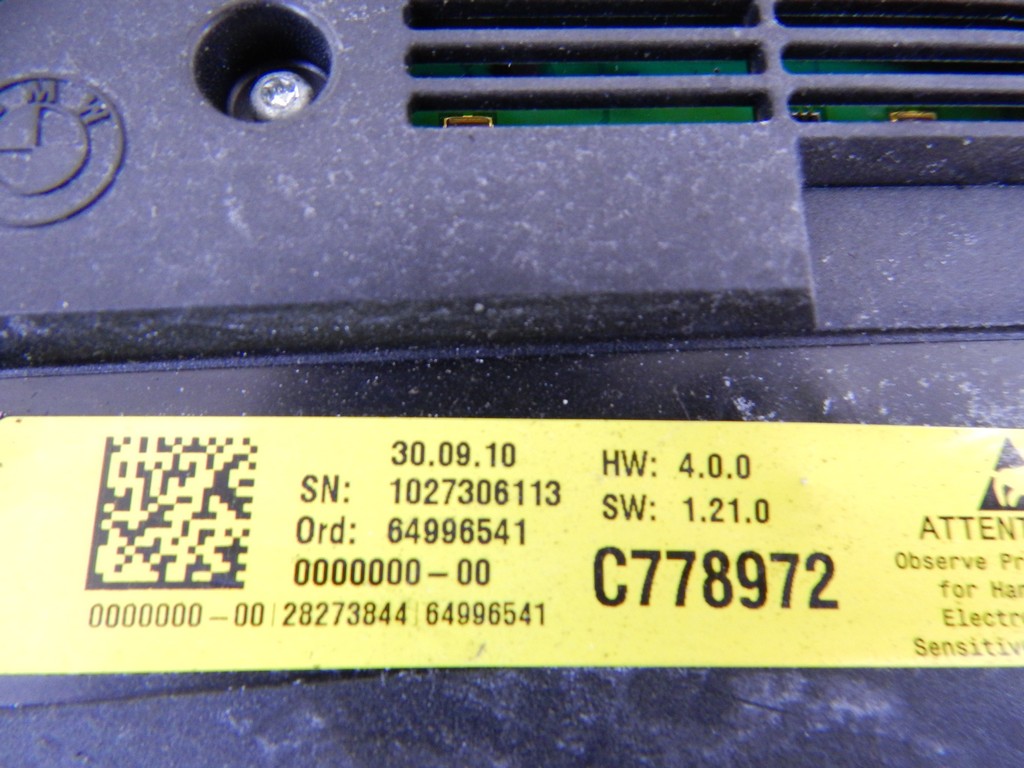 BMW
30.09.10
SN: 1027306113
Ord: 64996541
0000000-00
0000000-00 28273844 64996541
HW: 4.0.0
SW: 1.21.0
C778972
ATTENT
Observe Pr
for Han
Electro
Sensitiv